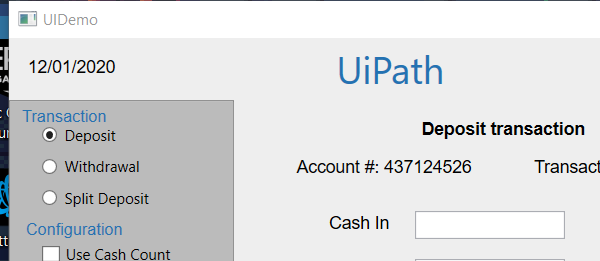 UIDemo
12/01/2020
UiPath
Transaction
Deposit
Withdrawal
Split Deposit
Configuration
Use Cash Count
Deposit transaction
Account #: 437124526
Cash In